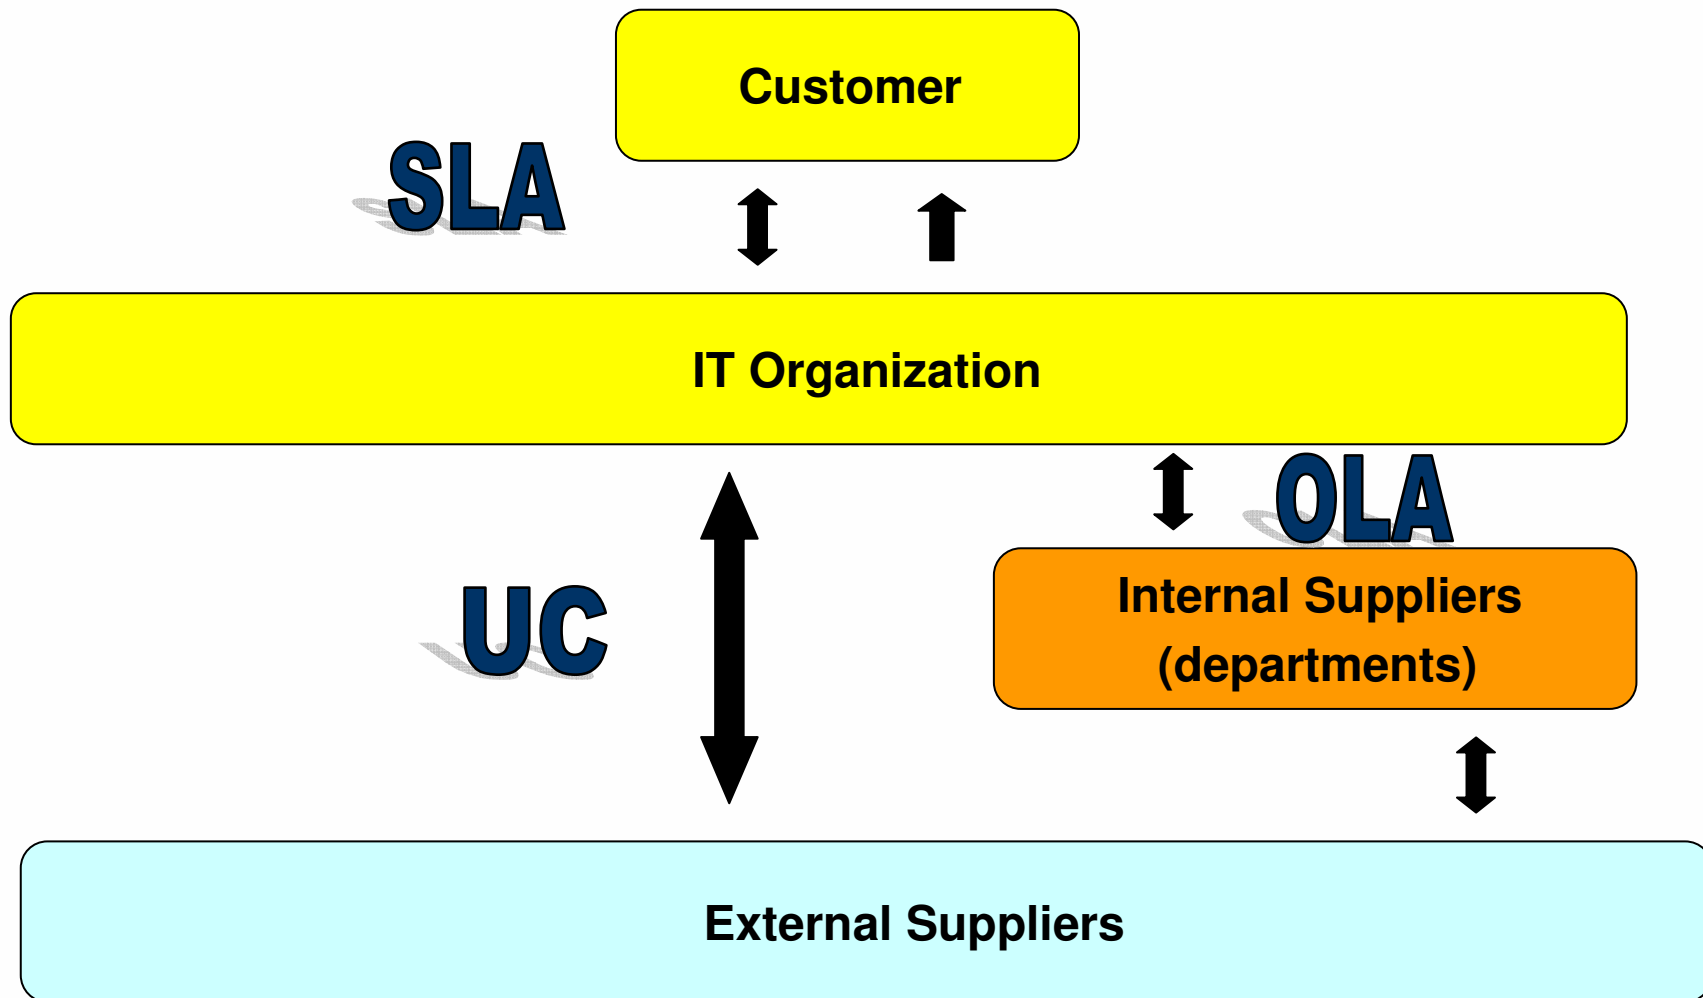 Customer
SLA
IT Organization
OLA
UC
Internal Suppliers
(departments)
External Suppliers